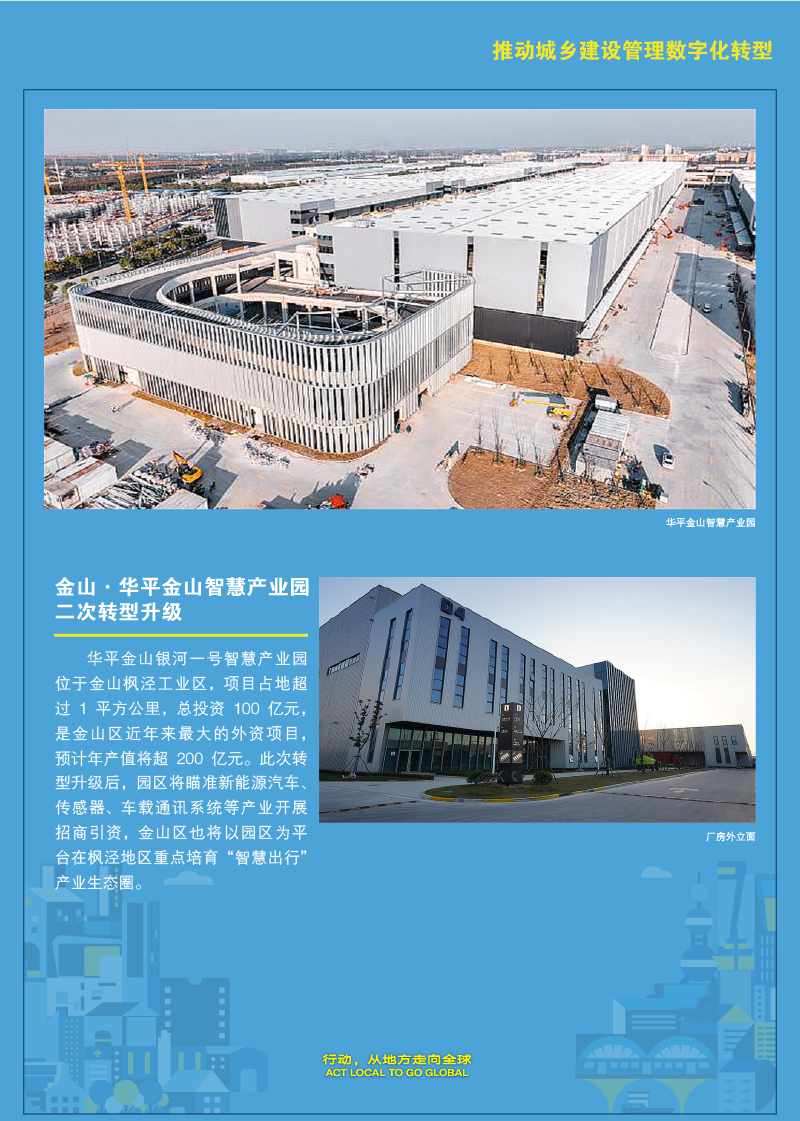 推动城乡建设管理数字化转型
华平金山智慧产业园
金山·华平金山智慧产业园
二次转型升级
华平金山银河一号智慧产业园
位于金山枫泾工业区，项目占地超
过 1 平方公里，总投资 100 亿元，
是金山区近年来最大的外资项目，
预计年产值将超 200 亿元。此次转
型升级后，园区将瞄准新能源汽车、
传感器、车载通讯系统等产业开展
招商引资，金山区也将以园区为平
台在枫泾地区重点培育“智慧出行”
产业生态圈。
D4
厂房外立面
行动，从地方走向全球
ACT LOCAL TO GO GLOBAL